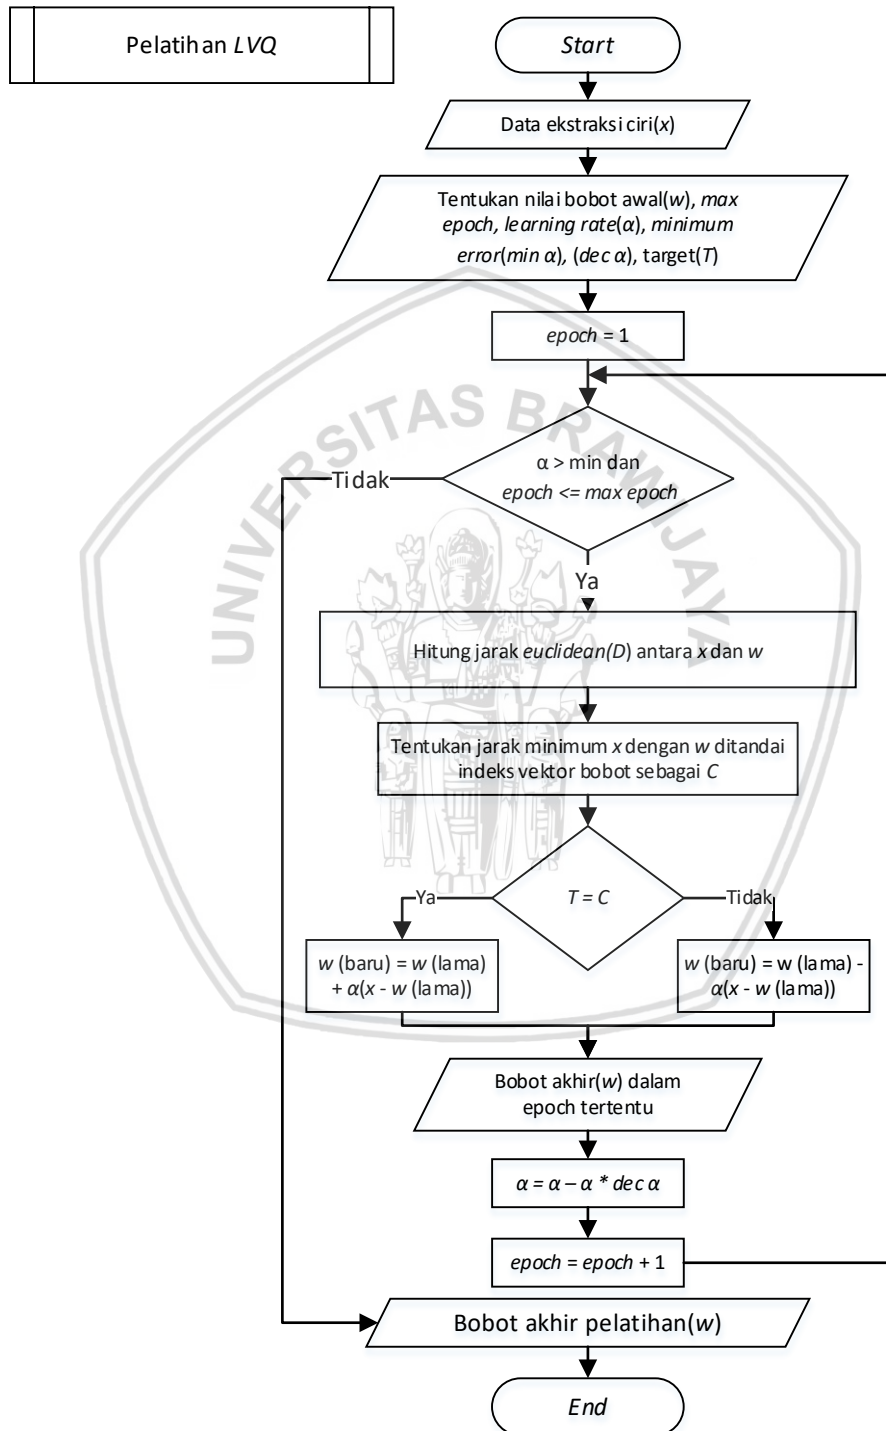 Pelatihan LVQ
Start
Data ekstraksi ciri(x)
Tentukan nilai bobot awal(w), max
epoch, learning rate(α), minimum
error(min α), (dec α), target(T)
epoch = 1
UNIVERSITAS BRAWIJAYA
α > min dan
epoch <= max epoch
Tidak
Ya
Hitung jarak euclidean(D) antara x dan w
Tentukan jarak minimum x dengan w ditandai
indeks vektor bobot sebagai C
T = C
Ya
Tidak
w (baru) = w (lama)
+ α(x - w (lama))
w (baru) = w (lama) -
α(x - w (lama))
Bobot akhir(w) dalam
epoch tertentu
α = α – α * dec α
epoch = epoch + 1
Bobot akhir pelatihan(w)
End